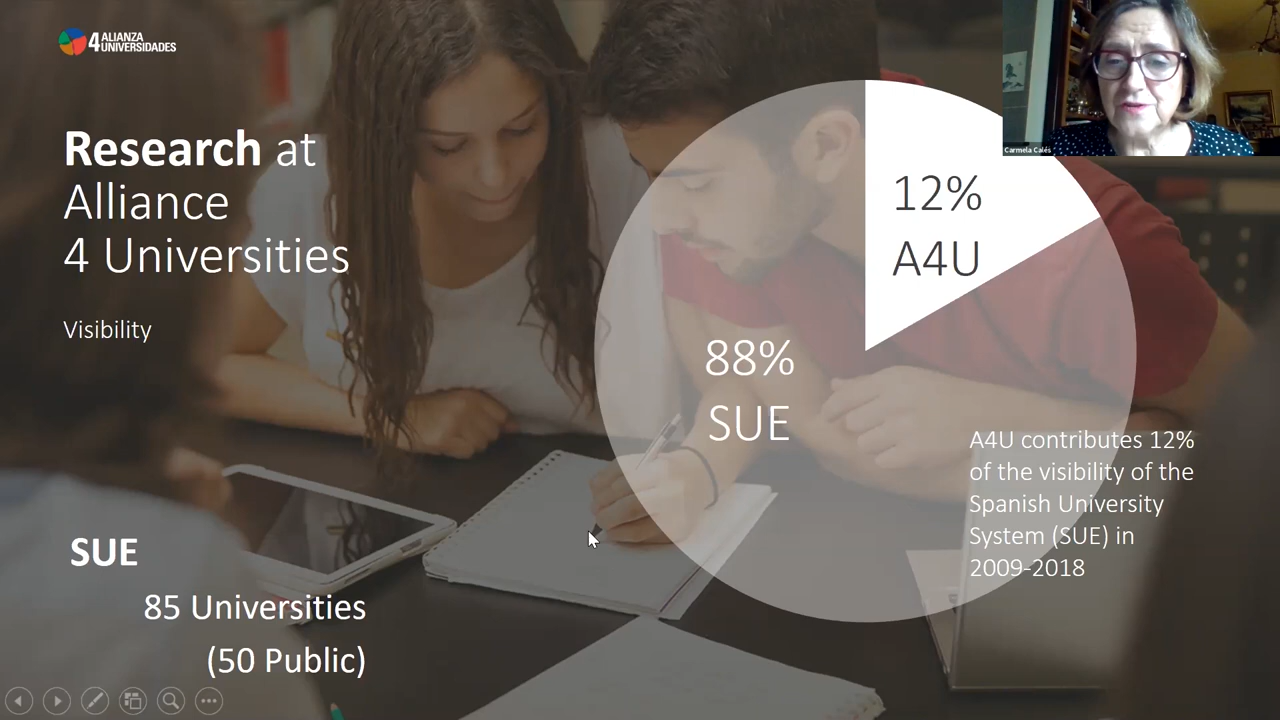 4 ALIANZA
UNIVERSIDADES
Carmela Calés
Research at
Alliance
4 Universities
Visibility
12%
A4U
88%
SUE
A4U contributes 12%
of the visibility of the
Spanish University
System (SUE) in
2009-2018
SUE
85 Universities
(50 Public)